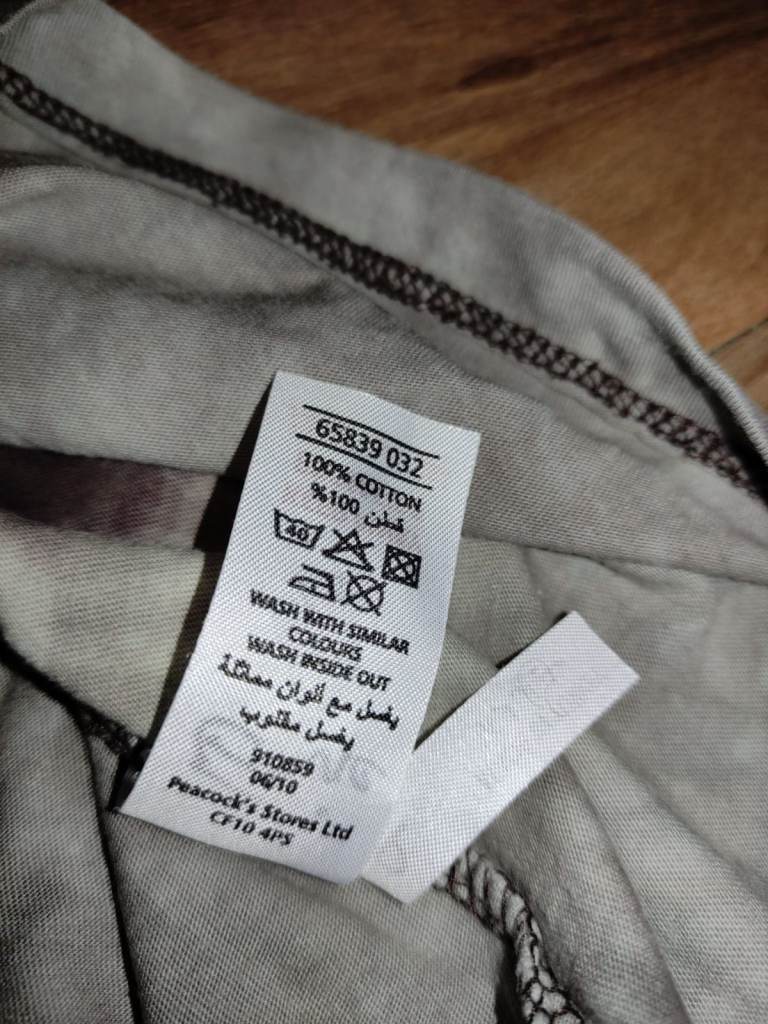 65839 032
100% COTTON
%100 قطن
40
WASH WITH SIMILAR
COLOURS
WASH INSIDE OUT
يغسل مع ألوان مماثلة
يغسل مقلوب
910859
06/10
Peacock's Stores Ltd
CF10 4PS